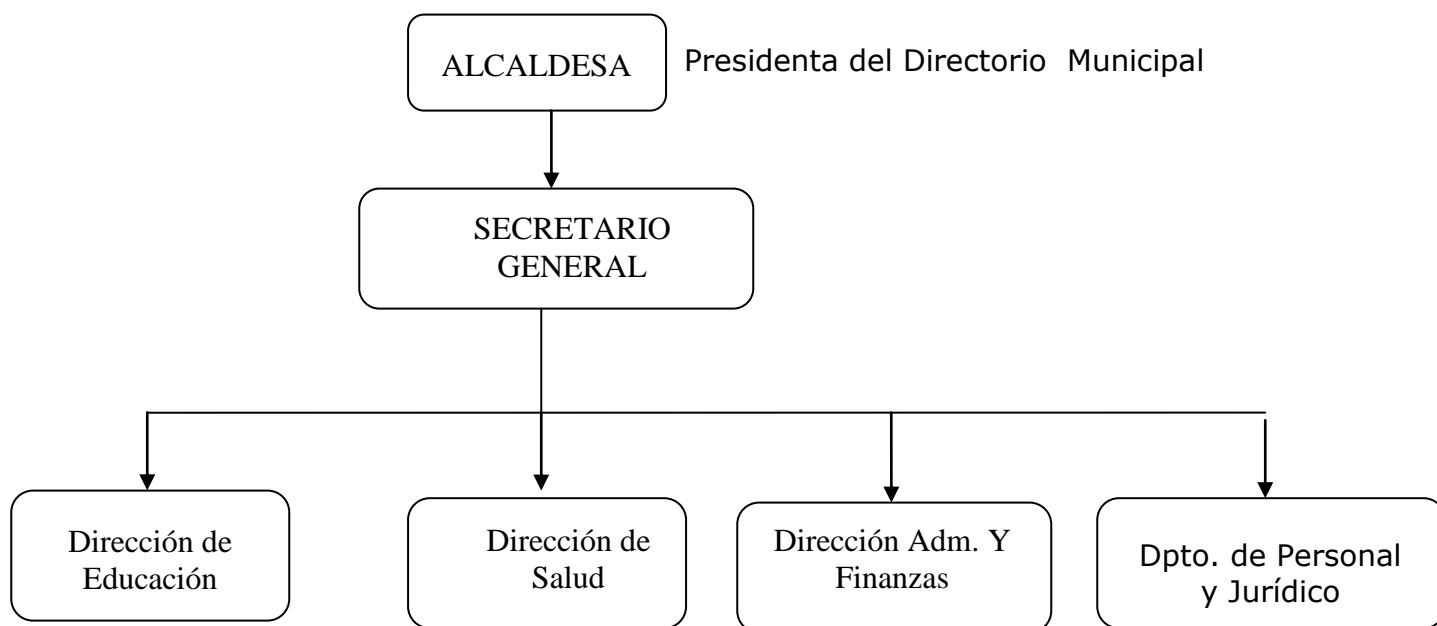 ALCALDESA
Presidenta del Directorio Municipal
SECRETARIO
GENERAL
Dirección de
Educación
Dirección de
Salud
Dirección Adm. Y
Finanzas
Dpto. de Personal
y Jurídico